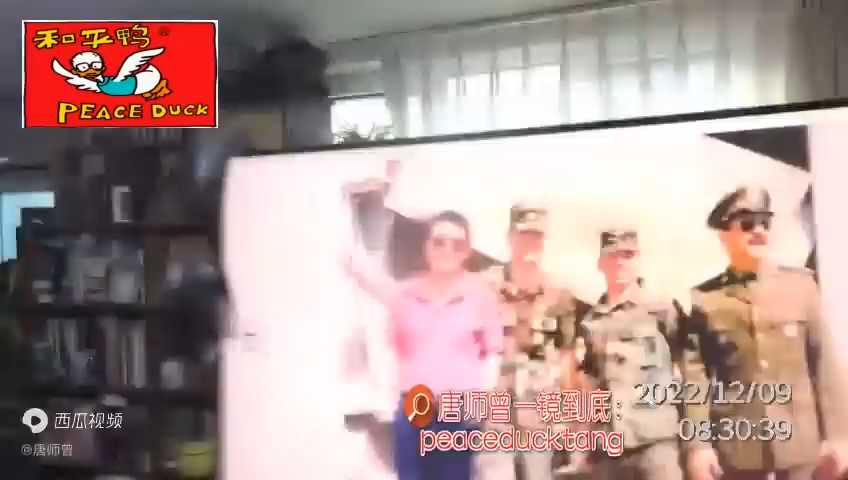 和平鸭®
PEACE DUCK
唐师曾一镜到底：
peaceducktang
2022/12/09
08:30:39
西瓜视频
@唐师曾